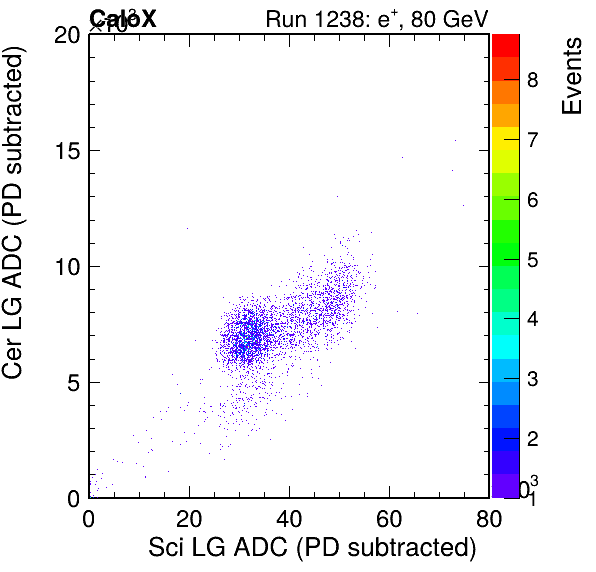 CaloX Run 1238: e+, 80 GeV
×10³
20
15
10
5
0
0 20 40 60 80
Sci LG ADC (PD subtracted)
Cer LG ADC (PD subtracted)
Events
8
7
6
5
4
3
2
1